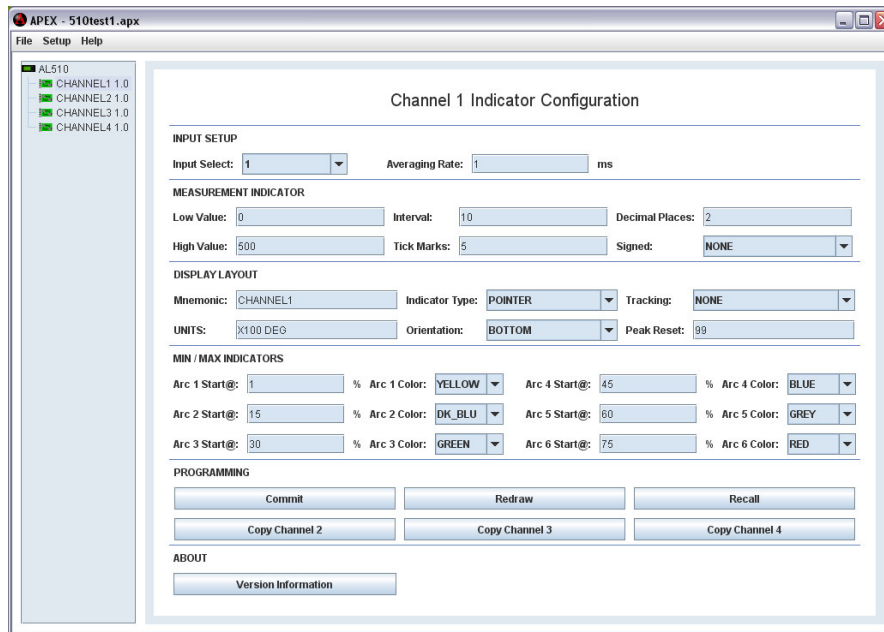 APEX - 510test1.apx
File Setup Help
AL510
CHANNEL1 1.0
CHANNEL2 1.0
CHANNEL3 1.0
CHANNEL4 1.0
Channel 1 Indicator Configuration
INPUT SETUP
Input Select: 1 Averaging Rate: 1 ms
MEASUREMENT INDICATOR
Low Value: 0 Interval: 10 Decimal Places: 2
High Value: 500 Tick Marks: 5 Signed: NONE
DISPLAY LAYOUT
Mnemonic: CHANNEL1 Indicator Type: POINTER Tracking: NONE
UNITS: X100 DEG Orientation: BOTTOM Peak Reset: 99
MIN / MAX INDICATORS
Arc 1 Start@: 1 % Arc 1 Color: YELLOW Arc 4 Start@: 45 % Arc 4 Color: BLUE
Arc 2 Start@: 15 % Arc 2 Color: DK_BLU Arc 5 Start@: 60 % Arc 5 Color: GREY
Arc 3 Start@: 30 % Arc 3 Color: GREEN Arc 6 Start@: 75 % Arc 6 Color: RED
PROGRAMMING
Commit Redraw Recall
Copy Channel 2 Copy Channel 3 Copy Channel 4
ABOUT
Version Information